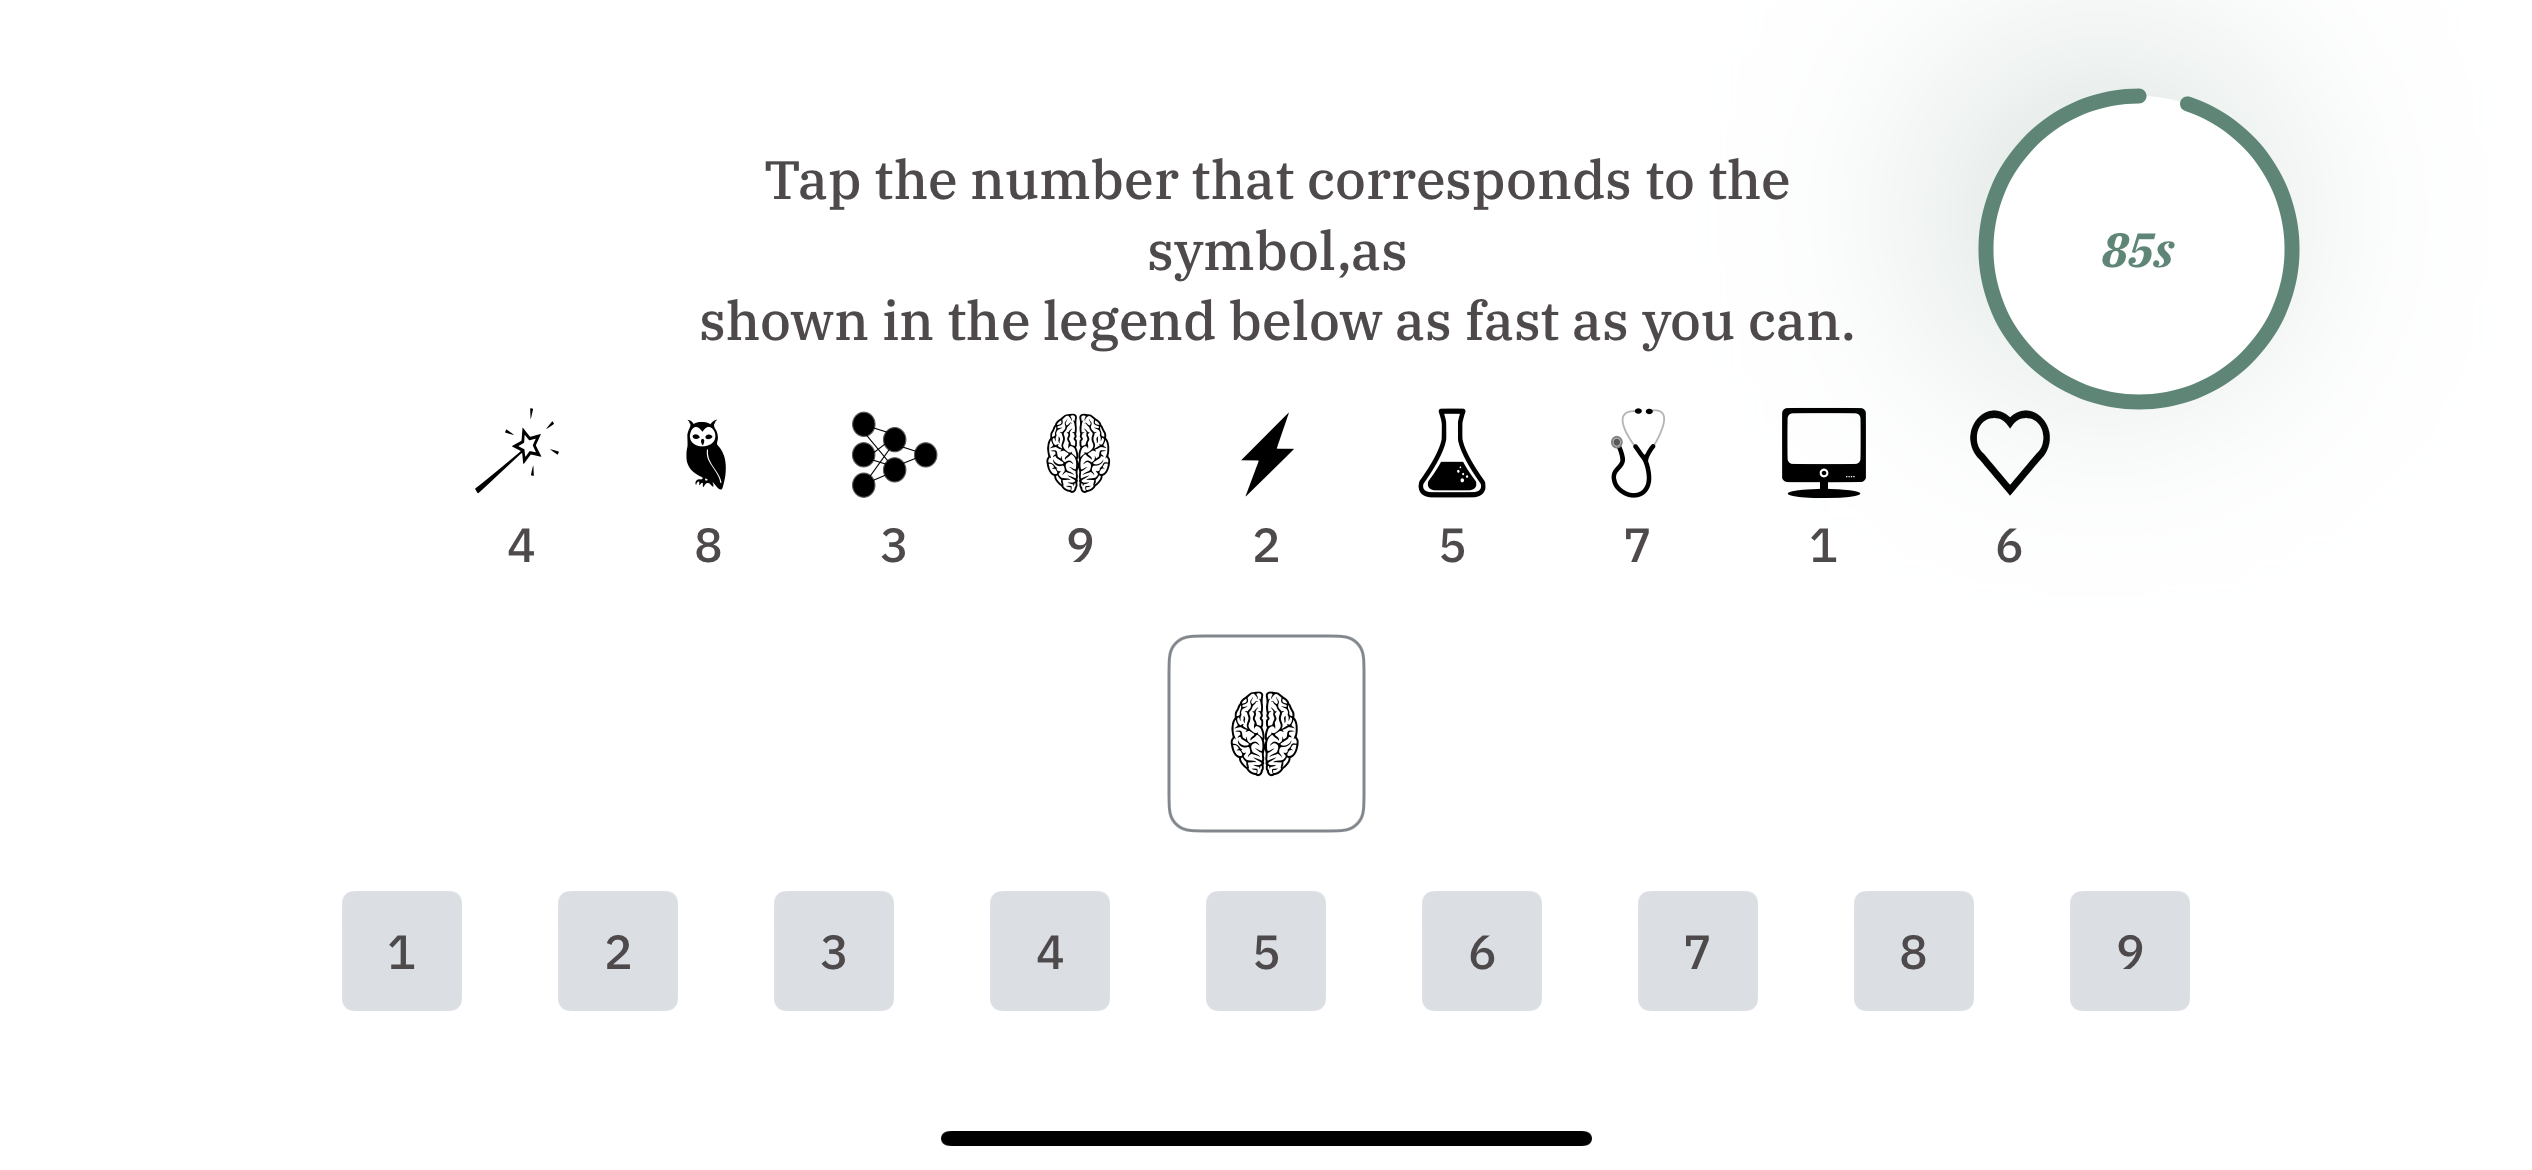 Tap the number that corresponds to the
symbol,as
shown in the legend below as fast as you can.
85s
4 8 3 9 2 5 7 1 6
1 2 3 4 5 6 7 8 9